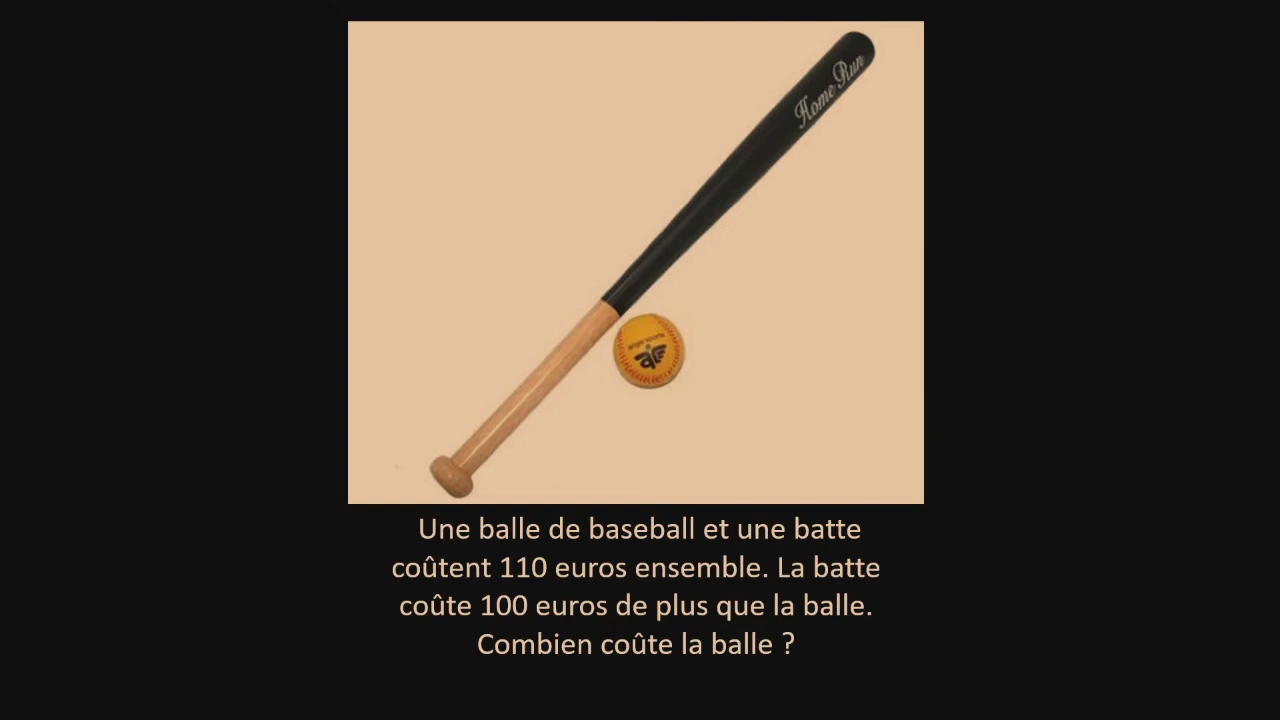 Home Run
Une balle de baseball et une batte
coûtent 110 euros ensemble. La batte
coûte 100 euros de plus que la balle.
Combien coûte la balle ?